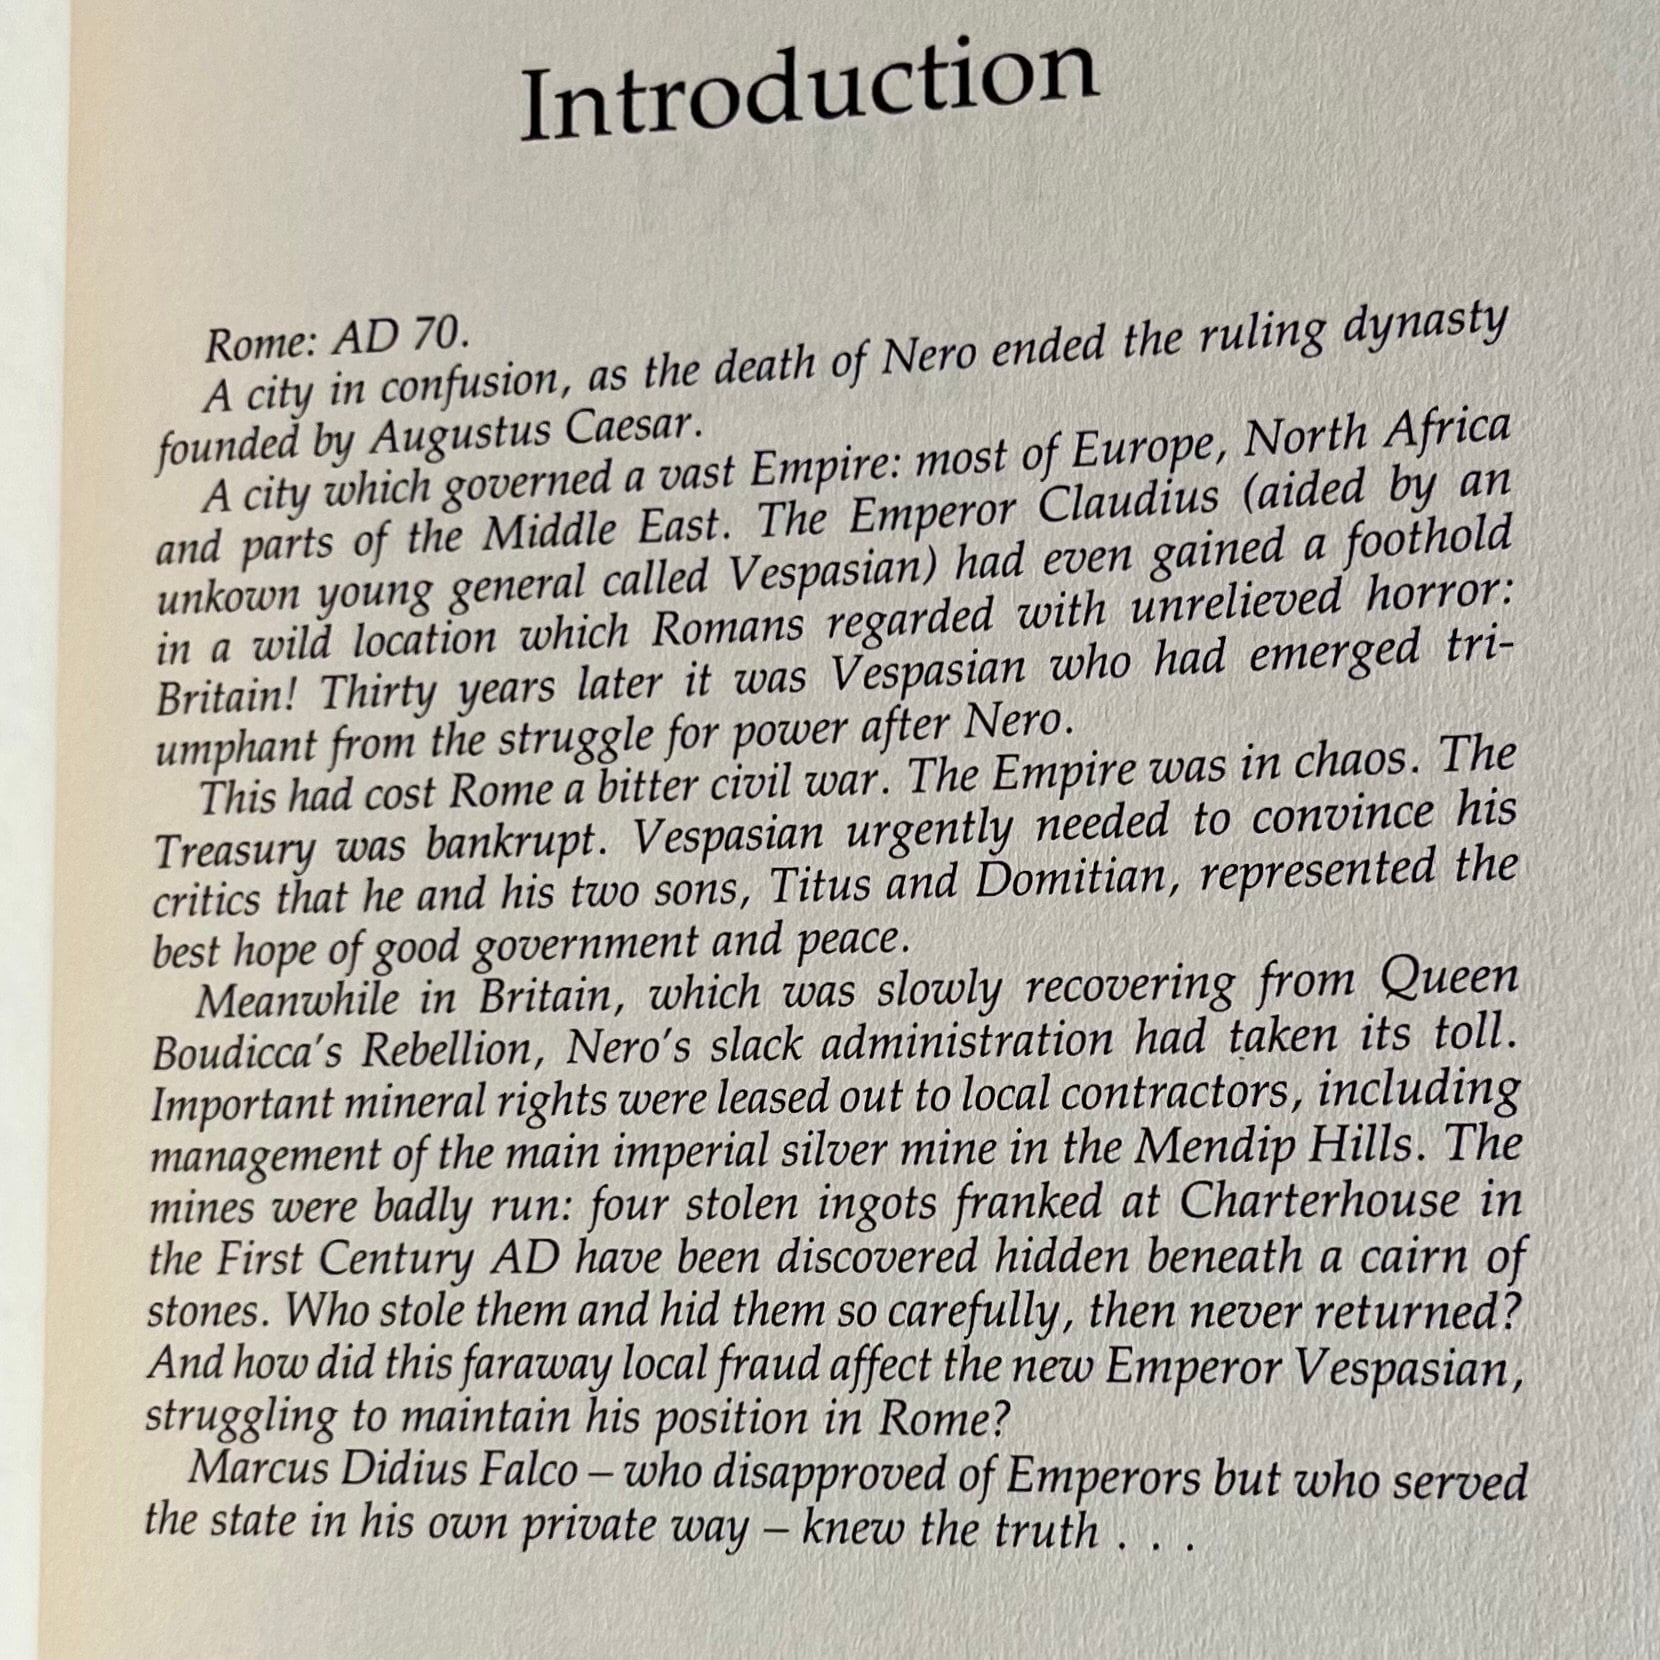 Introduction
Rome: AD 70.
A city in confusion, as the death of Nero ended the ruling dynasty
founded by Augustus Caesar.
A city which governed a vast Empire: most of Europe, North Africa
and parts of the Middle East. The Emperor Claudius (aided by an
unkown young general called Vespasian) had even gained a foothold
in a wild location which Romans regarded with unrelieved horror:
Britain! Thirty years later it was Vespasian who had emerged tri-
umphant from the struggle for power after Nero.
This had cost Rome a bitter civil war. The Empire was in chaos. The
Treasury was bankrupt. Vespasian urgently needed to convince his
critics that he and his two sons, Titus and Domitian, represented the
best hope of good government and peace.
Meanwhile in Britain, which was slowly recovering from Queen
Boudicca's Rebellion, Nero's slack administration had taken its toll.
Important mineral rights were leased out to local contractors, including
management of the main imperial silver mine in the Mendip Hills. The
mines were badly run: four stolen ingots franked at Charterhouse in
the First Century AD have been discovered hidden beneath a cairn of
stones. Who stole them and hid them so carefully, then never returned?
And how did this faraway local fraud affect the new Emperor Vespasian,
struggling to maintain his position in Rome?
Marcus Didius Falco – who disapproved of Emperors but who served
the state in his own private way – knew the truth . . .